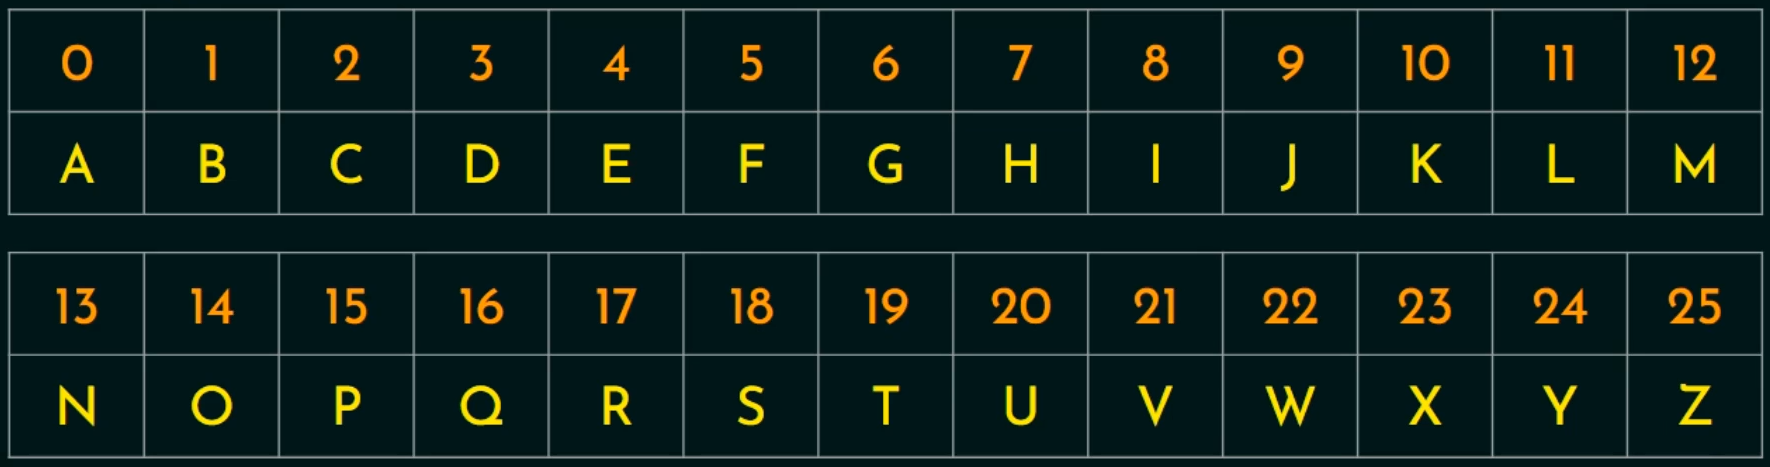 0 1 2 3 4 5 6 7 8 9 10 11 12
A B C D E F G H I J K L M
13 14 15 16 17 18 19 20 21 22 23 24 25
N O P Q R S T U V W X Y Z